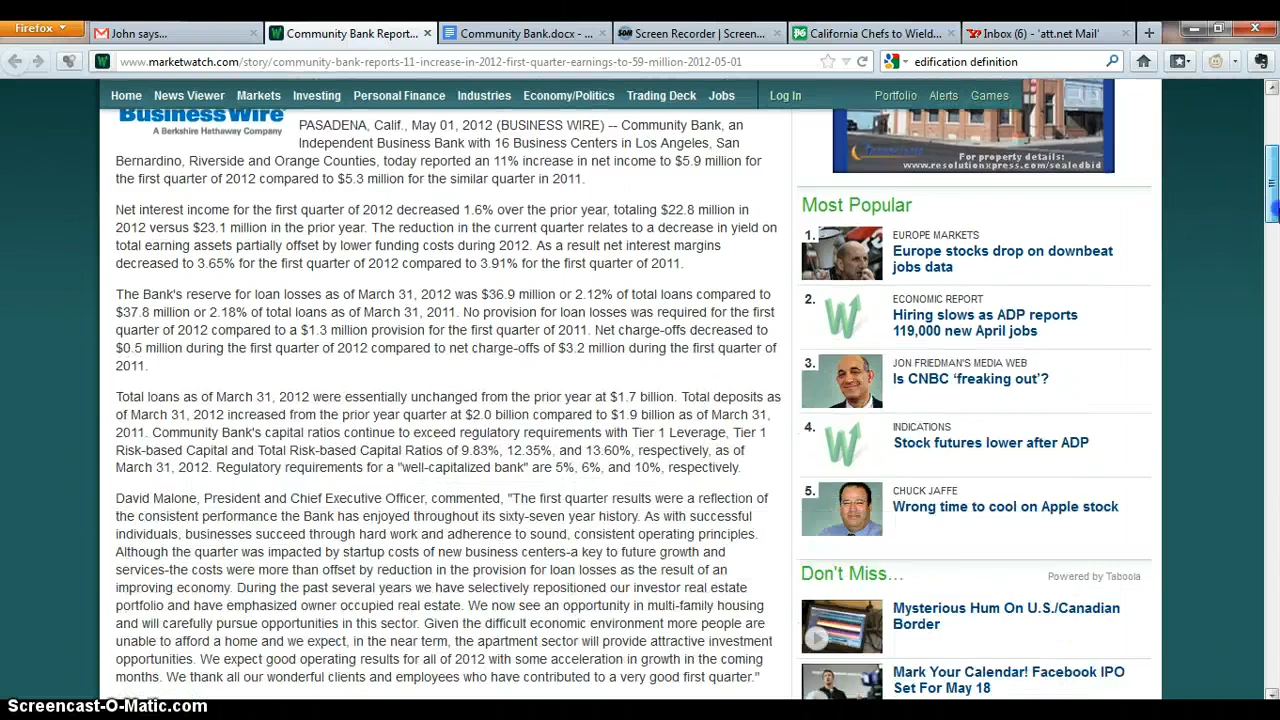 Firefox
John says...
Community Bank Report...
Community Bank.docx - ...
Screen Recorder | Screen...
California Chefs to Wield...
Inbox (6) - 'att.net Mail'
www.marketwatch.com/story/community-bank-reports-11-increase-in-2012-first-quarter-earnings-to-59-million-2012-05-01
edification definition
Home News Viewer Markets Investing Personal Finance Industries Economy/Politics Trading Deck Jobs Log In Portfolio Alerts Games
Business Wire
A Berkshire Hathaway Company
PASADENA, Calif., May 01, 2012 (BUSINESS WIRE) -- Community Bank, an
Independent Business Bank with 16 Business Centers in Los Angeles, San
Bernardino, Riverside and Orange Counties, today reported an 11% increase in net income to $5.9 million for
the first quarter of 2012 compared to $5.3 million for the similar quarter in 2011.
Net interest income for the first quarter of 2012 decreased 1.6% over the prior year, totaling $22.8 million in
2012 versus $23.1 million in the prior year. The reduction in the current quarter relates to a decrease in yield on
total earning assets partially offset by lower funding costs during 2012. As a result net interest margins
decreased to 3.65% for the first quarter of 2012 compared to 3.91% for the first quarter of 2011.
The Bank's reserve for loan losses as of March 31, 2012 was $36.9 million or 2.12% of total loans compared to
$37.8 million or 2.18% of total loans as of March 31, 2011. No provision for loan losses was required for the first
quarter of 2012 compared to a $1.3 million provision for the first quarter of 2011. Net charge-offs decreased to
$0.5 million during the first quarter of 2012 compared to net charge-offs of $3.2 million during the first quarter of
2011.
Total loans as of March 31, 2012 were essentially unchanged from the prior year at $1.7 billion. Total deposits as
of March 31, 2012 increased from the prior year quarter at $2.0 billion compared to $1.9 billion as of March 31,
2011. Community Bank's capital ratios continue to exceed regulatory requirements with Tier 1 Leverage, Tier 1
Risk-based Capital and Total Risk-based Capital Ratios of 9.83%, 12.35%, and 13.60%, respectively, as of
March 31, 2012. Regulatory requirements for a "well-capitalized bank" are 5%, 6%, and 10%, respectively.
David Malone, President and Chief Executive Officer, commented, "The first quarter results were a reflection of
the consistent performance the Bank has enjoyed throughout its sixty-seven year history. As with successful
individuals, businesses succeed through hard work and adherence to sound, consistent operating principles.
Although the quarter was impacted by startup costs of new business centers-a key to future growth and
services-the costs were more than offset by reduction in the provision for loan losses as the result of an
improving economy. During the past several years we have selectively repositioned our investor real estate
portfolio and have emphasized owner occupied real estate. We now see an opportunity in multi-family housing
and will carefully pursue opportunities in this sector. Given the difficult economic environment more people are
unable to afford a home and we expect, in the near term, the apartment sector will provide attractive investment
opportunities. We expect good operating results for all of 2012 with some acceleration in growth in the coming
months. We thank all our wonderful clients and employees who have contributed to a very good first quarter."
For property details:
www.resolutionxpress.com/sealedbid
Most Popular
1. EUROPE MARKETS
Europe stocks drop on downbeat
jobs data
2. ECONOMIC REPORT
Hiring slows as ADP reports
119,000 new April jobs
3. JON FRIEDMAN'S MEDIA WEB
Is CNBC ‘freaking out’?
4. INDICATIONS
Stock futures lower after ADP
5. CHUCK JAFFE
Wrong time to cool on Apple stock
Don't Miss... Powered by Taboola
Mysterious Hum On U.S./Canadian
Border
Mark Your Calendar! Facebook IPO
Set For May 18
Screencast-O-Matic.com